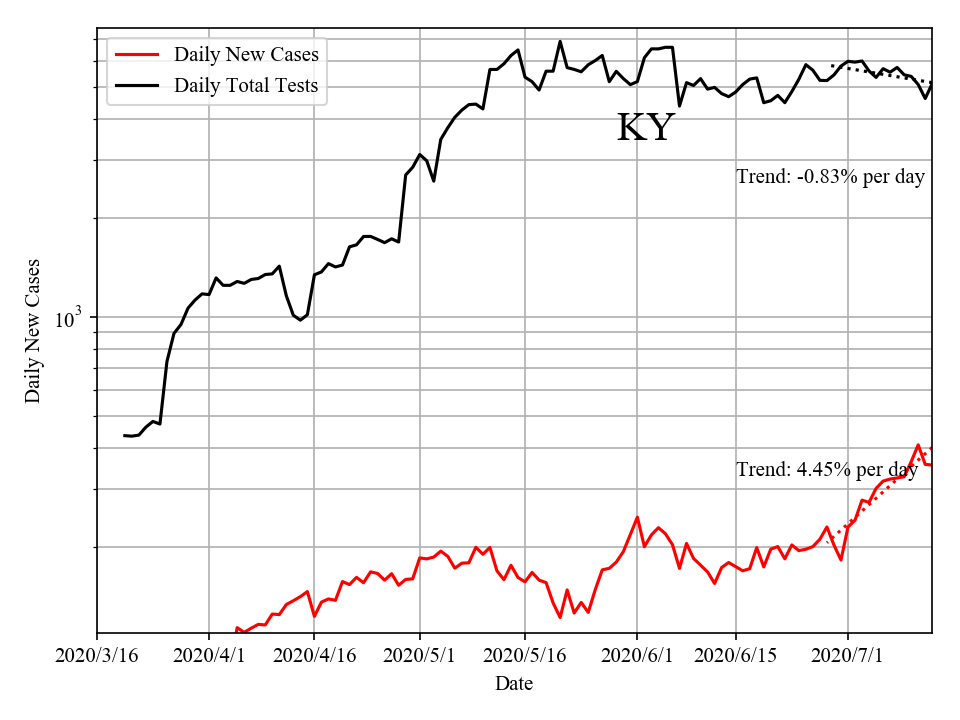 Daily New Cases
Daily Total Tests
KY
Trend: -0.83% per day
Trend: 4.45% per day
Daily New Cases
10³
2020/3/16 2020/4/1 2020/4/16 2020/5/1 2020/5/16 2020/6/1 2020/6/15 2020/7/1
Date